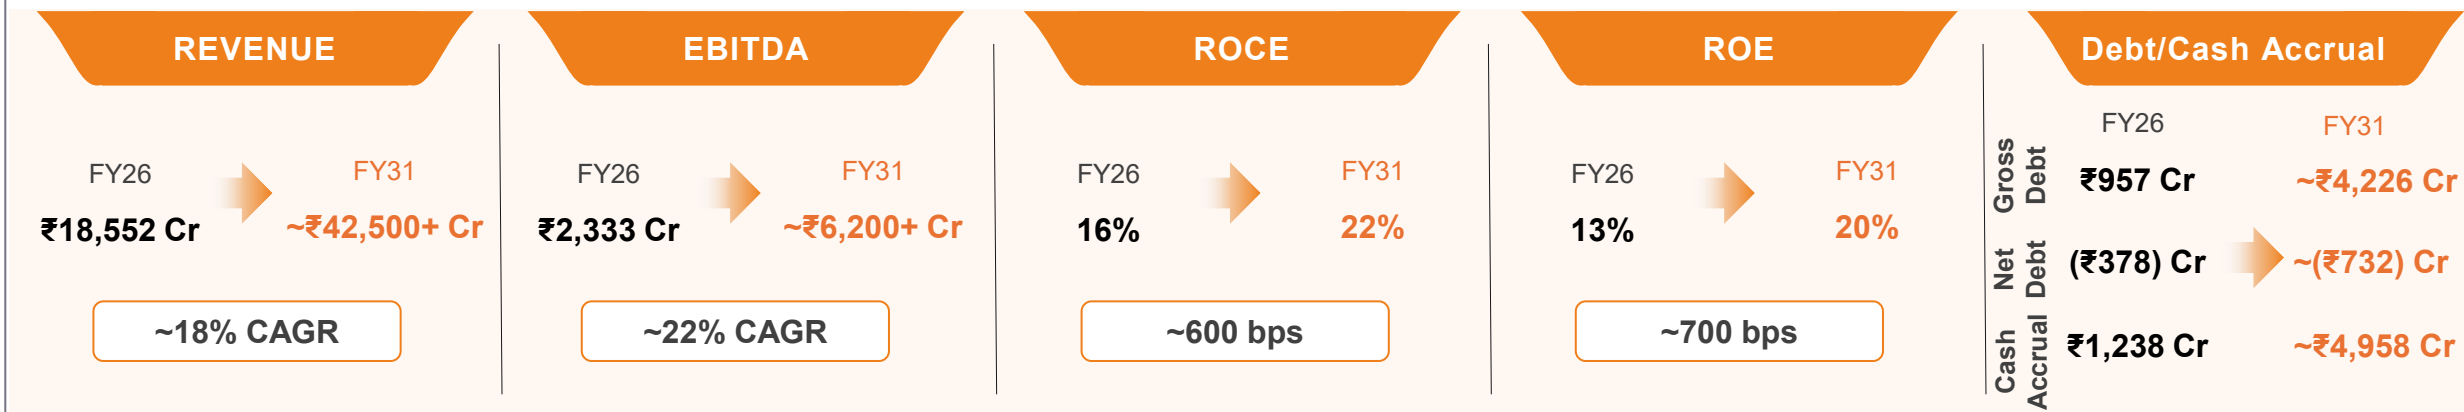 REVENUE
FY26
FY31
₹18,552 Cr
~₹42,500+ Cr
~18% CAGR
EBITDA
FY26
FY31
₹2,333 Cr
~₹6,200+ Cr
~22% CAGR
ROCE
FY26
FY31
16%
22%
~600 bps
ROE
FY26
FY31
13%
20%
~700 bps
Debt/Cash Accrual
FY26
FY31
Gross
Debt
₹957 Cr
~₹4,226 Cr
Net
Debt
(₹378) Cr
~(₹732) Cr
Cash
Accrual
₹1,238 Cr
~₹4,958 Cr